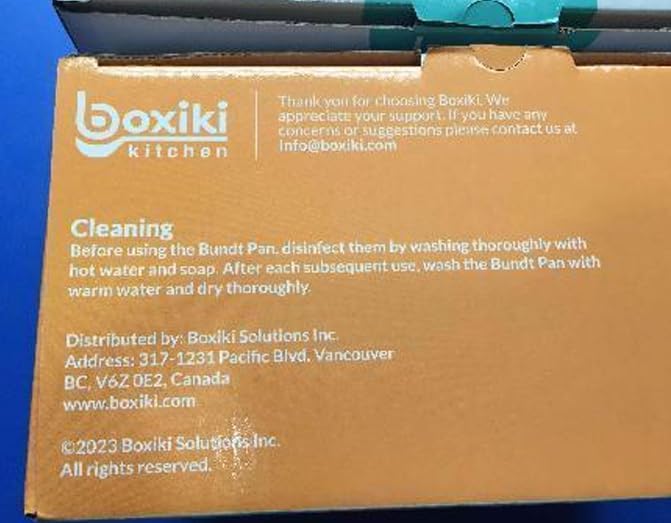 boxiki
kitchen
Thank you for choosing Boxiki. We
appreciate your support. If you have any
concerns or suggestions please contact us at
Info@boxiki.com
Cleaning
Before using the Bundt Pan, disinfect them by washing thoroughly with
hot water and soap. After each subsequent use, wash the Bundt Pan with
warm water and dry thoroughly.
Distributed by: Boxiki Solutions Inc.
Address: 317-1231 Pacific Blvd, Vancouver
BC, V6Z 0E2, Canada
www.boxiki.com
©2023 Boxiki Solutions Inc.
All rights reserved.